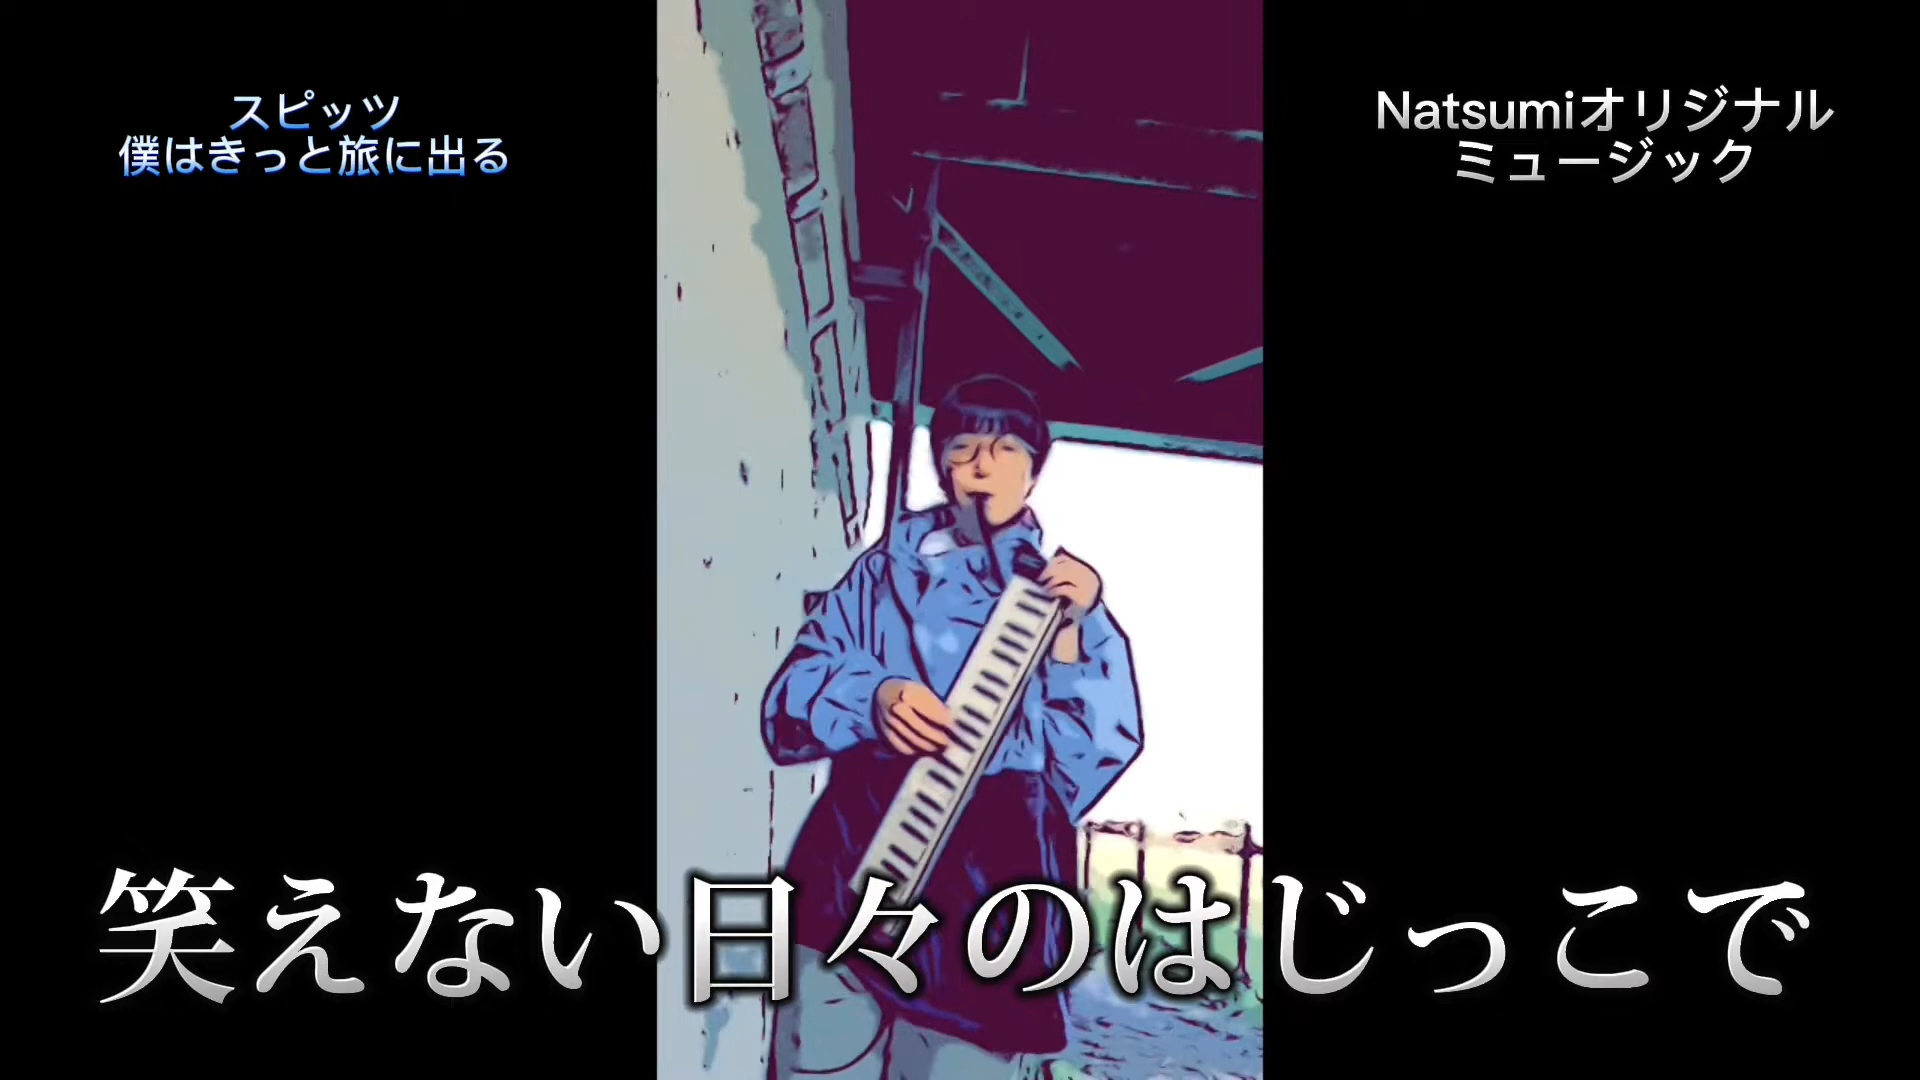 スピッツ
僕はきっと旅に出る
Natsumiオリジナル
ミュージック
笑えない日々のはじっこで